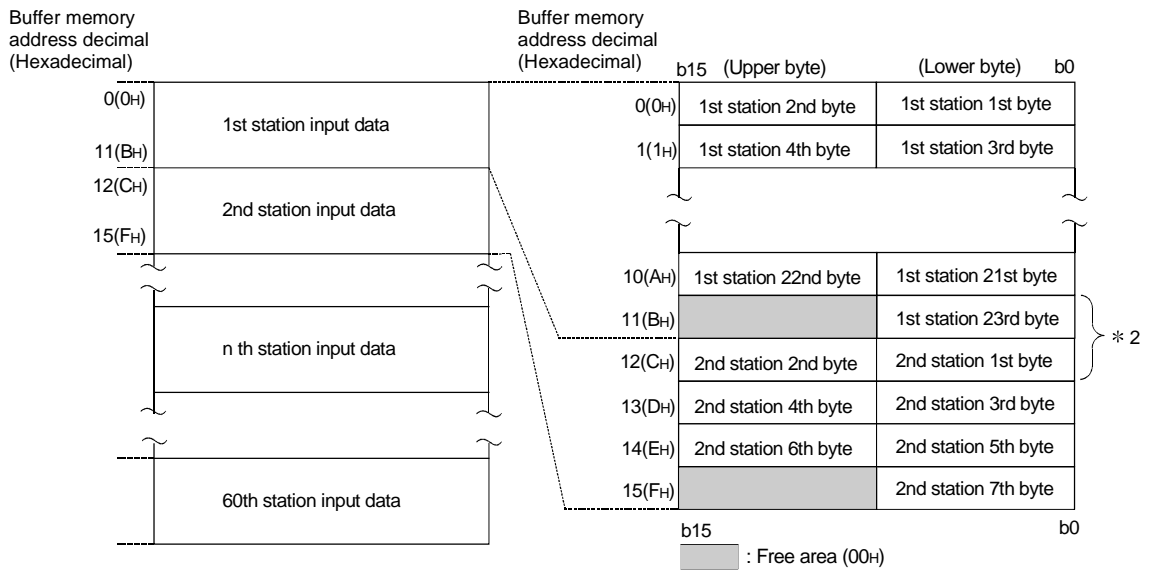 Buffer memory
address decimal
(Hexadecimal)
0(0H)
11(BH)
12(CH)
15(FH)
1st station input data
2nd station input data
n th station input data
60th station input data
Buffer memory
address decimal
(Hexadecimal)
b15 (Upper byte) (Lower byte) b0
0(0H) 1st station 2nd byte 1st station 1st byte
1(1H) 1st station 4th byte 1st station 3rd byte
10(AH) 1st station 22nd byte 1st station 21st byte
11(BH) 1st station 23rd byte
12(CH) 2nd station 2nd byte 2nd station 1st byte
＊2
13(DH) 2nd station 4th byte 2nd station 3rd byte
14(EH) 2nd station 6th byte 2nd station 5th byte
15(FH) 2nd station 7th byte
b15 b0
: Free area (00H)